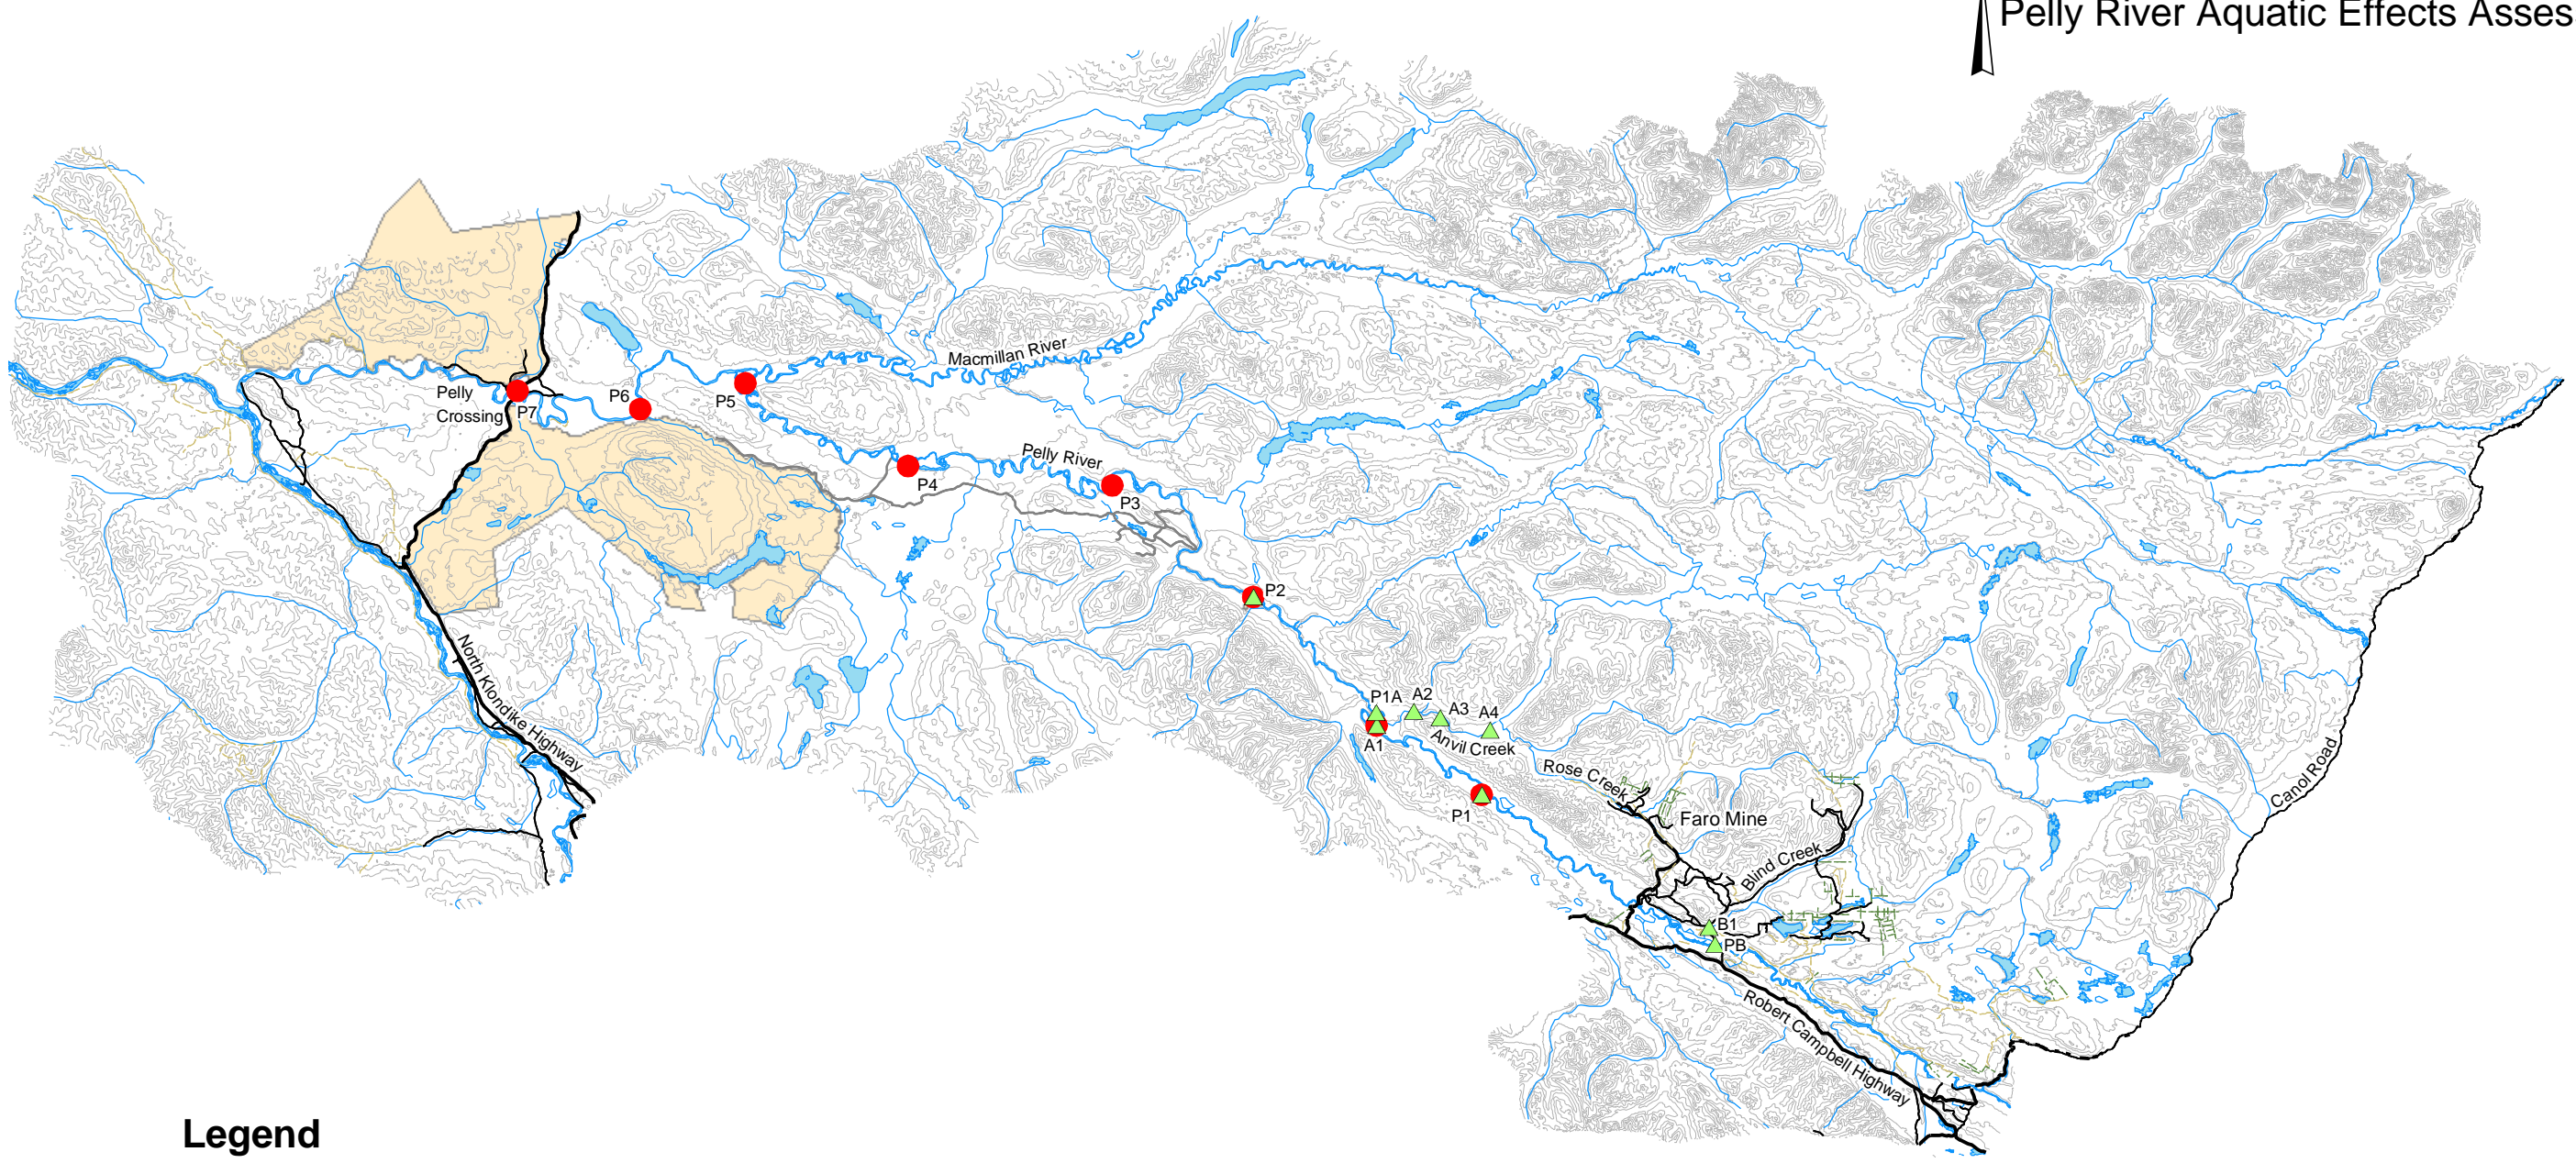 Pelly River Aquatic Effects Asses
Macmillan River
Pelly
Crossing
P7
P6
P5
Pelly River
P4
P3
P2
North Klondike Highway
P1A
A2
A3
A4
A1
Anvil Creek
Rose Creek
P1
Faro Mine
Canol Road
Blind Creek
B1
PB
Robert Campbell Highway
Legend